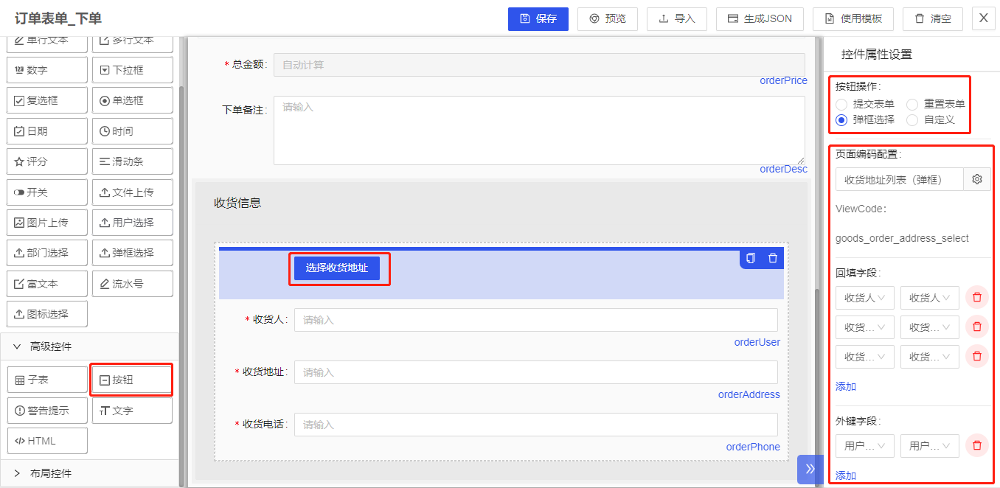 订单表单_下单
保存
预览
导入
生成JSON
使用模板
清空
单行文本
多行文本
数字
下拉框
复选框
单选框
日期
时间
评分
滑动条
开关
文件上传
图片上传
用户选择
部门选择
弹框选择
富文本
流水号
图标选择
高级控件
子表
按钮
警告提示
文字
HTML
布局控件
* 总金额:
自动计算
orderPrice
下单备注:
请输入
orderDesc
收货信息
选择收货地址
* 收货人:
请输入
orderUser
* 收货地址:
请输入
orderAddress
* 收货电话:
请输入
orderPhone
控件属性设置
按钮操作:
提交表单
重置表单
弹框选择
自定义
页面编码配置:
收货地址列表（弹框）
ViewCode:
goods_order_address_select
回填字段:
收货人
收货人
收货...
收货...
收货...
收货...
添加
外键字段:
用户...
用户...
添加